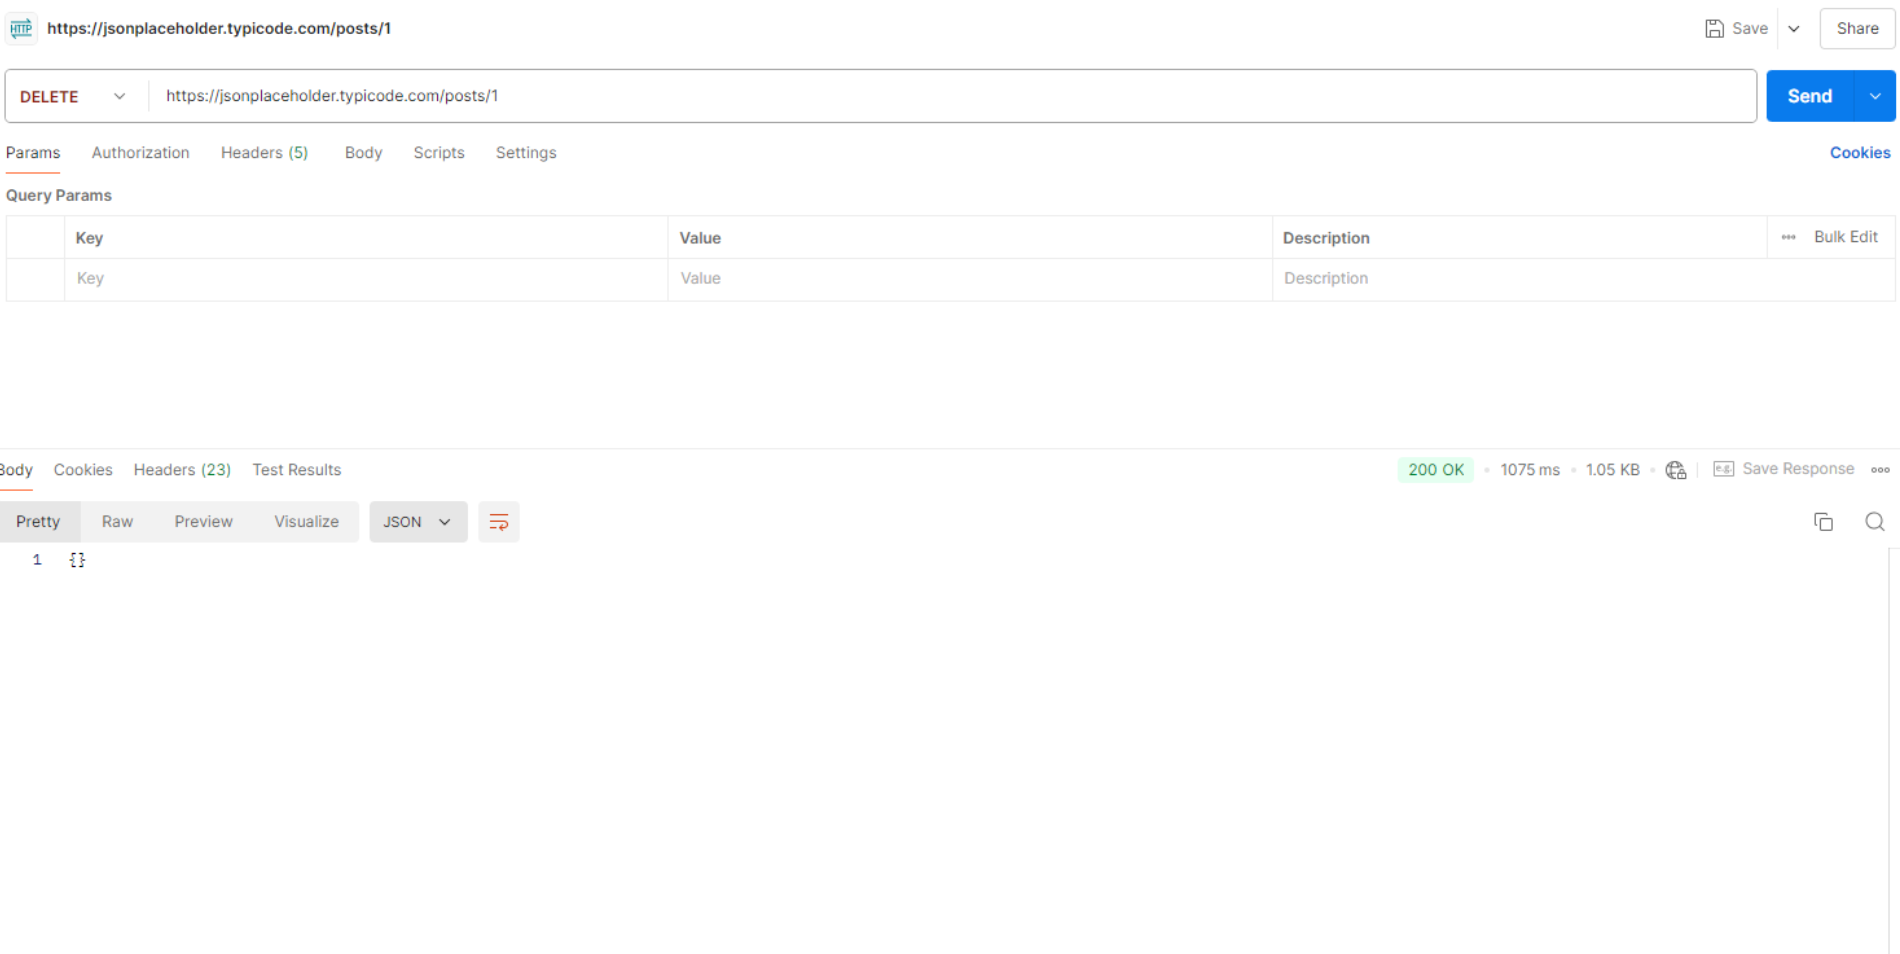 HTTP https://jsonplaceholder.typicode.com/posts/1 Save Share
DELETE https://jsonplaceholder.typicode.com/posts/1 Send
Params Authorization Headers (5) Body Scripts Settings Cookies
Query Params
Key Value Description Bulk Edit
Key Value Description
Body Cookies Headers (23) Test Results 200 OK • 1075 ms • 1.05 KB • e.g. Save Response
Pretty Raw Preview Visualize JSON
1 {}